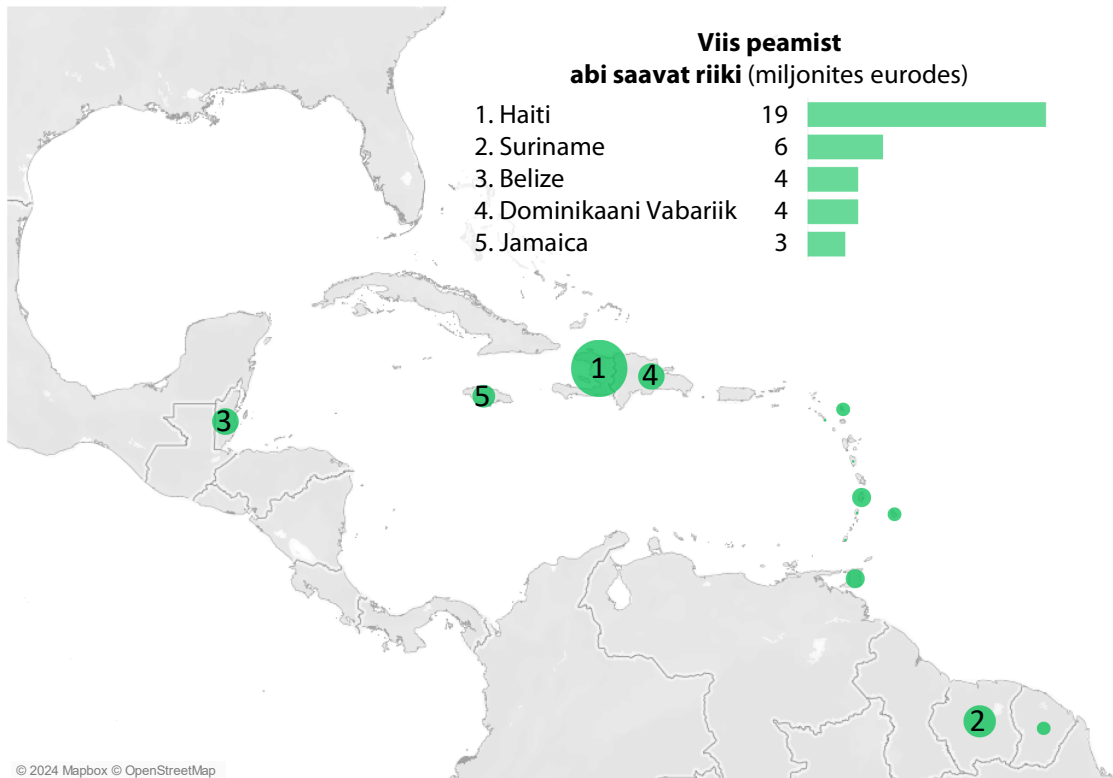 Viis peamist
abi saavat riiki (miljonites eurodes)
1. Haiti 19
2. Suriname 6
3. Belize 4
4. Dominikaani Vabariik 4
5. Jamaica 3
1
4
5
3
2
© 2024 Mapbox © OpenStreetMap